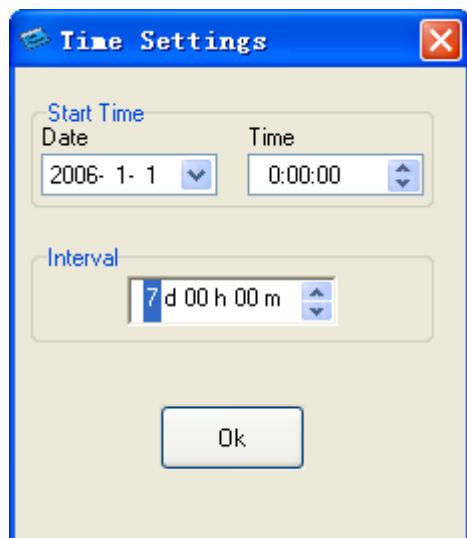 Time Settings
Start Time
Date Time
2006- 1- 1 0:00:00
Interval
7 d 00 h 00 m
Ok